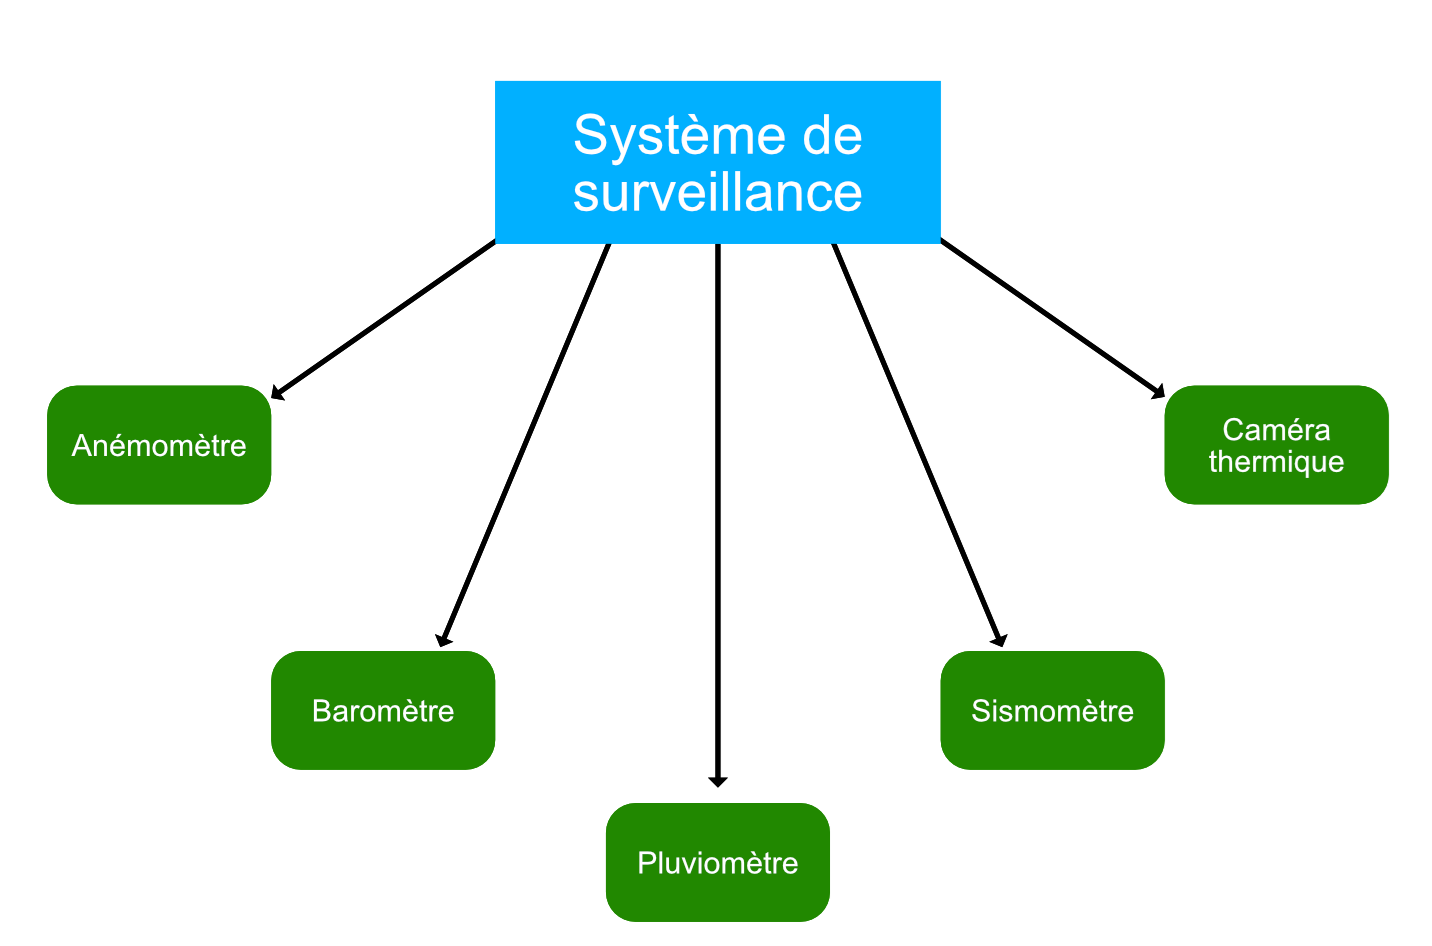 Système de
surveillance
Anémomètre
Caméra
thermique
Baromètre
Sismomètre
Pluviomètre